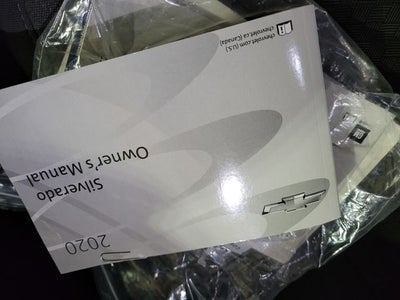 2020
Silverado
Owner's Manual
chevrolet.com (U.S.)
chevrolet.ca (Canada)